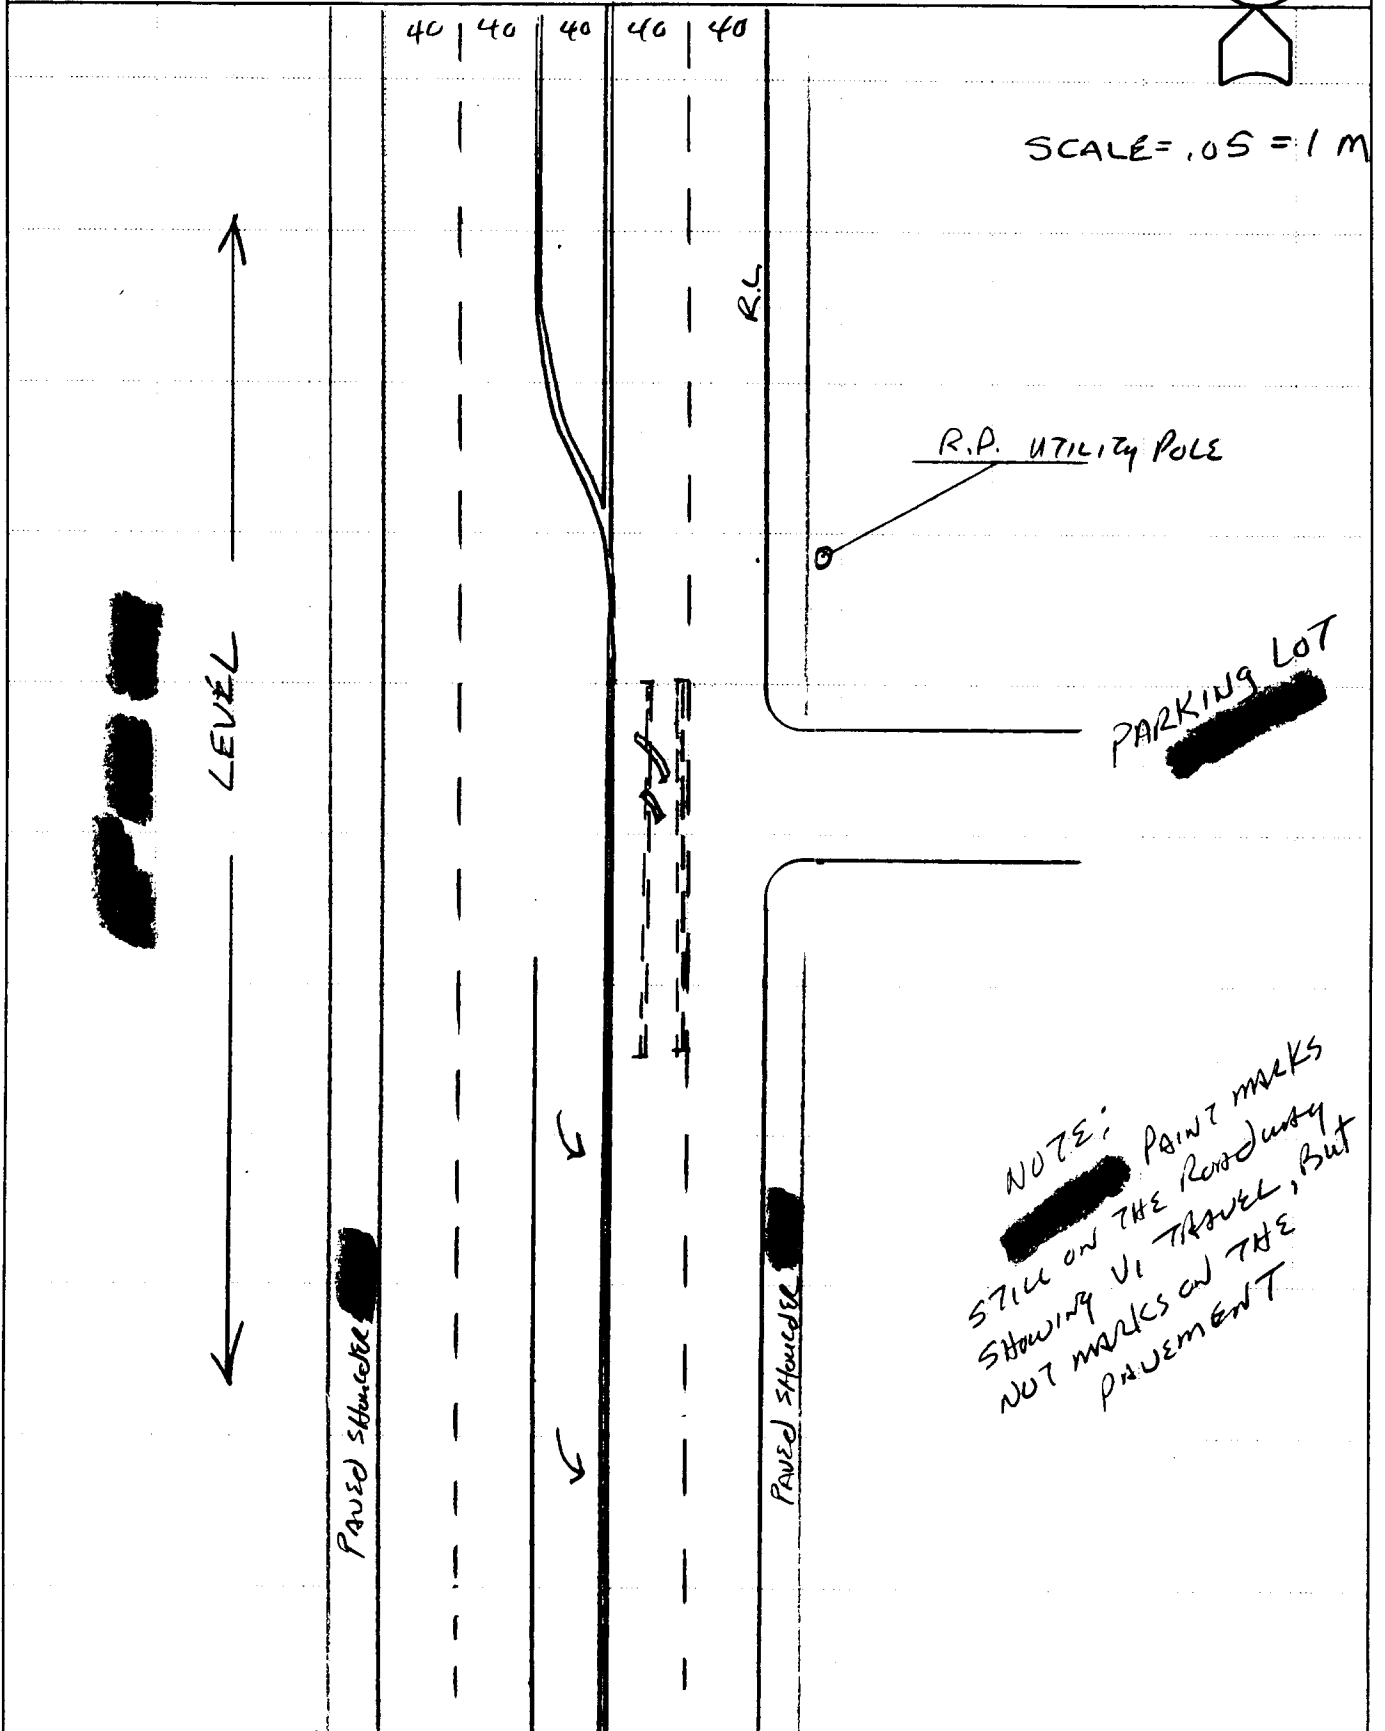 40 40 40 40 40
SCALE= .05 = 1 M
R.L.
R.P. UTILITY POLE
LEVEL
PARKING LOT
NOTE:
PAINT MARKS
STILL ON THE ROADWAY
SHOWING V1 TRAVEL, BUT
NOT MARKS ON THE
PAVEMENT
PAVED SHOULDER
PAVED SHOULDER